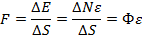 F = ΔE/ΔS = ΔNε/ΔS = Φε